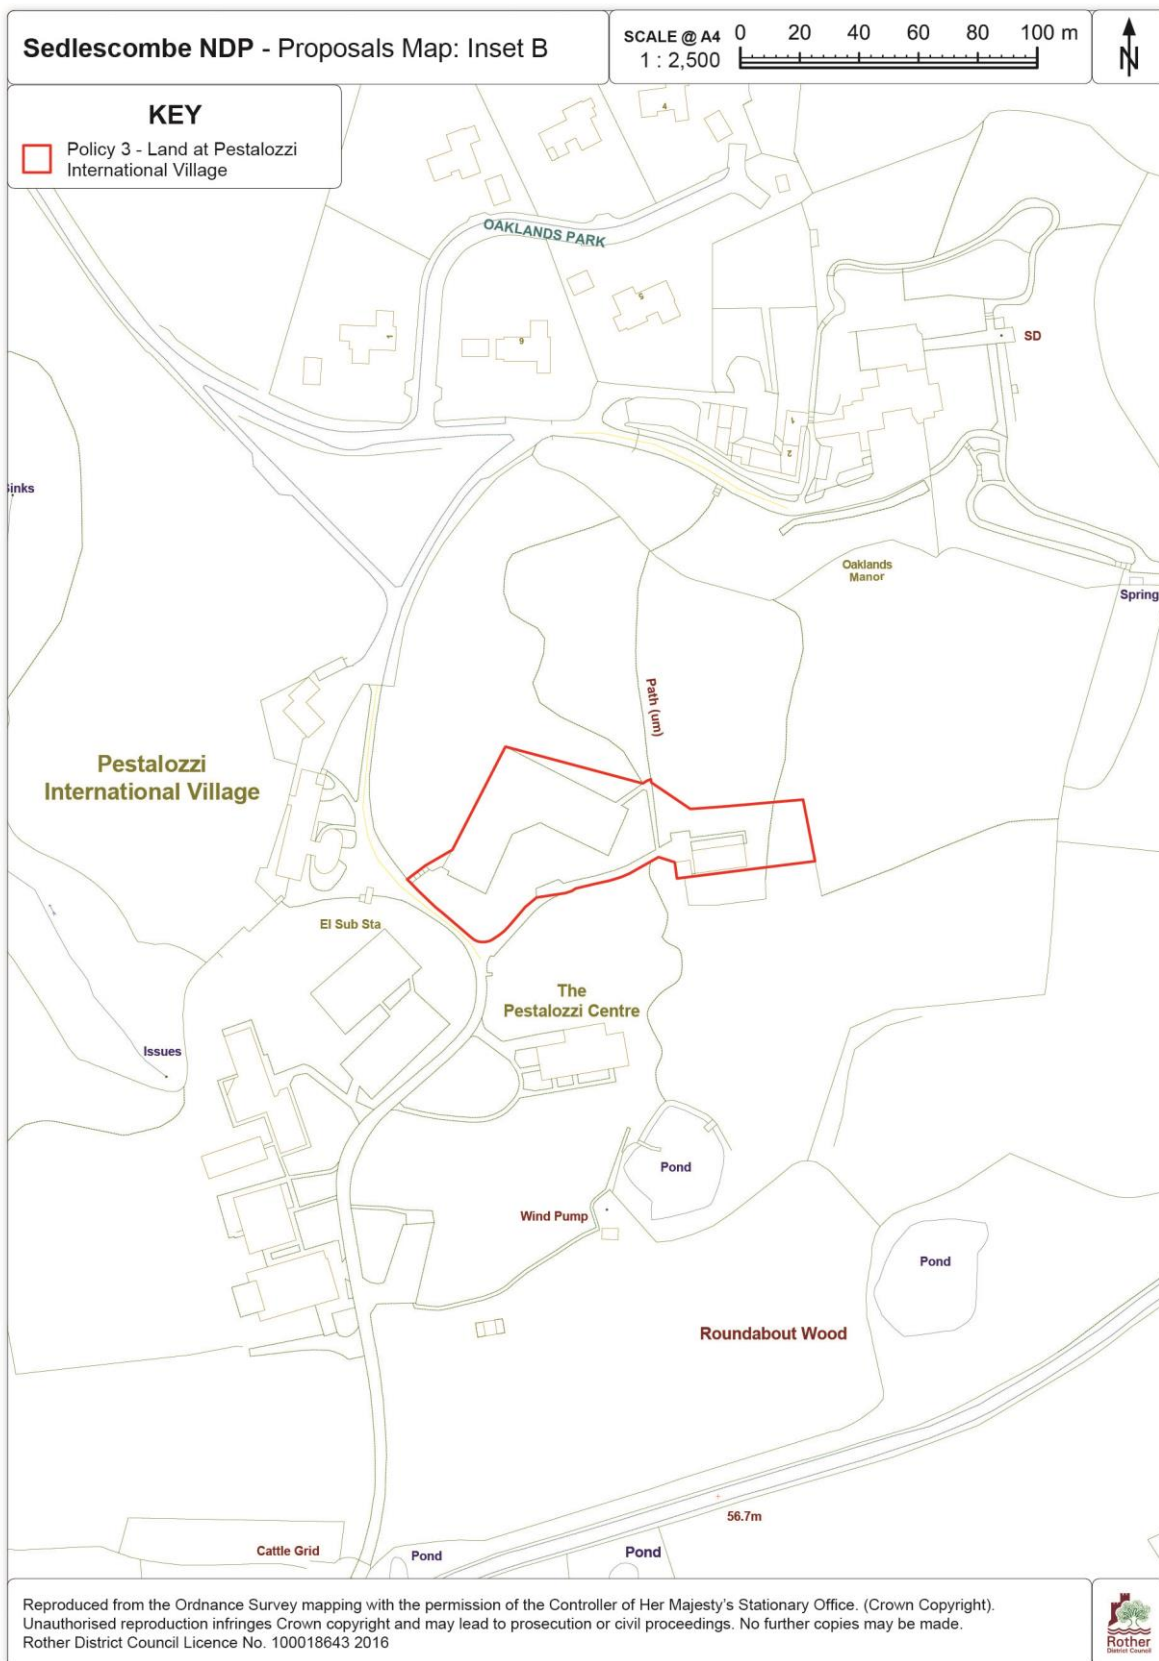 Sedlescombe NDP - Proposals Map: Inset B
SCALE @ A4
1 : 2,500
0 20 40 60 80 100 m
N
KEY
Policy 3 - Land at Pestalozzi
International Village
4
OAKLANDS PARK
5
1
6
SD
1
2
Sinks
Oaklands
Manor
Spring
Path (um)
Pestalozzi
International Village
El Sub Sta
The
Pestalozzi Centre
Issues
Pond
Wind Pump
Pond
Roundabout Wood
56.7m
Cattle Grid
Pond
Pond
Reproduced from the Ordnance Survey mapping with the permission of the Controller of Her Majesty's Stationary Office. (Crown Copyright).
Unauthorised reproduction infringes Crown copyright and may lead to prosecution or civil proceedings. No further copies may be made.
Rother District Council Licence No. 100018643 2016
Rother
District Council